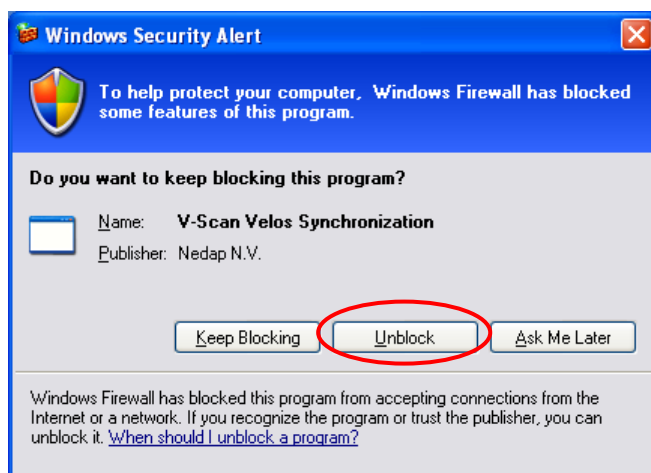 Windows Security Alert
To help protect your computer, Windows Firewall has blocked
some features of this program.
Do you want to keep blocking this program?
Name: V-Scan Velos Synchronization
Publisher: Nedap N.V.
Keep Blocking Unblock Ask Me Later
Windows Firewall has blocked this program from accepting connections from the
Internet or a network. If you recognize the program or trust the publisher, you can
unblock it. When should I unblock a program?